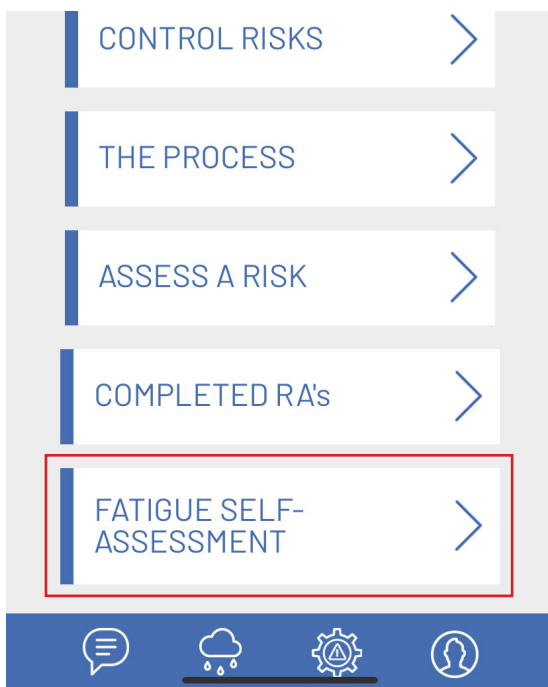 CONTROL RISKS
THE PROCESS
ASSESS A RISK
COMPLETED RA's
FATIGUE SELF-
ASSESSMENT